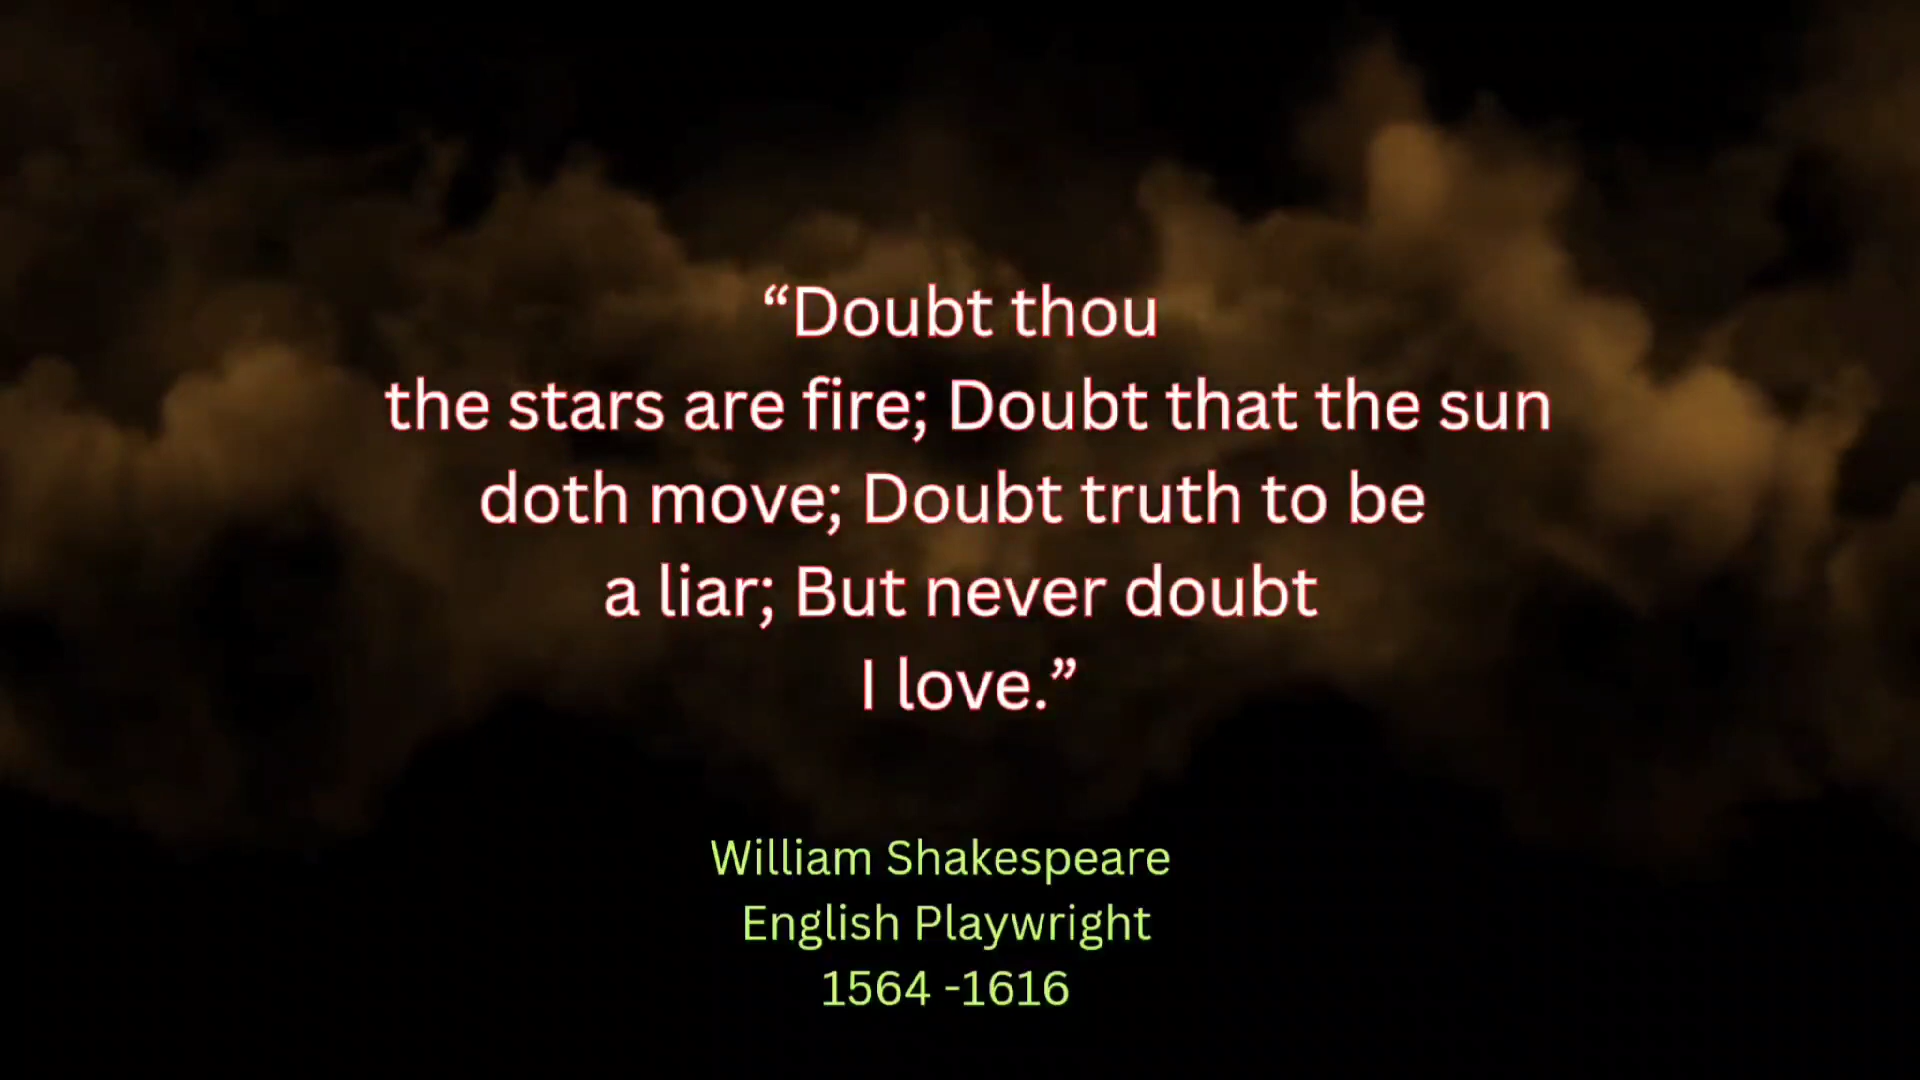 “Doubt thou
the stars are fire; Doubt that the sun
doth move; Doubt truth to be
a liar; But never doubt
I love.”
William Shakespeare
English Playwright
1564 -1616